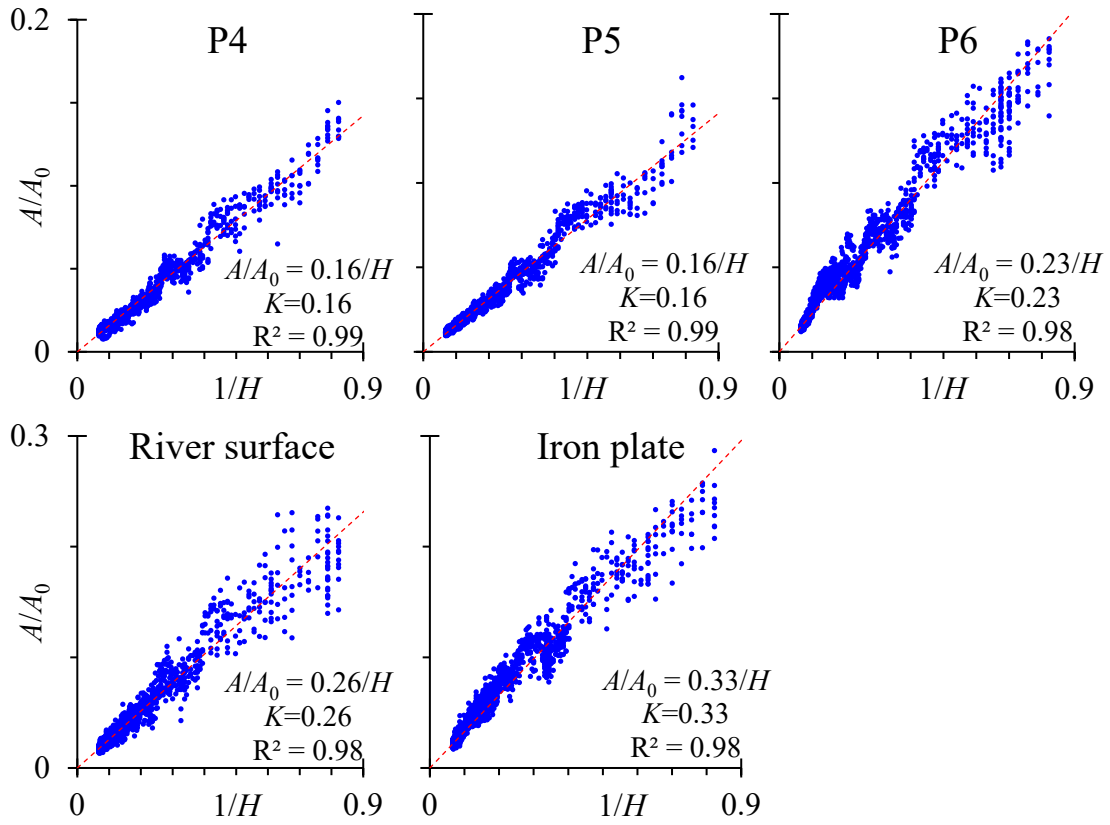 0.2
A/A₀
0
P4
A/A₀ = 0.16/H
K=0.16
R² = 0.99
0
1/H
0.9
P5
A/A₀ = 0.16/H
K=0.16
R² = 0.99
0
1/H
0.9
P6
A/A₀ = 0.23/H
K=0.23
R² = 0.98
0
1/H
0.9
0.3
A/A₀
0
River surface
A/A₀ = 0.26/H
K=0.26
R² = 0.98
0
1/H
0.9
Iron plate
A/A₀ = 0.33/H
K=0.33
R² = 0.98
0
1/H
0.9